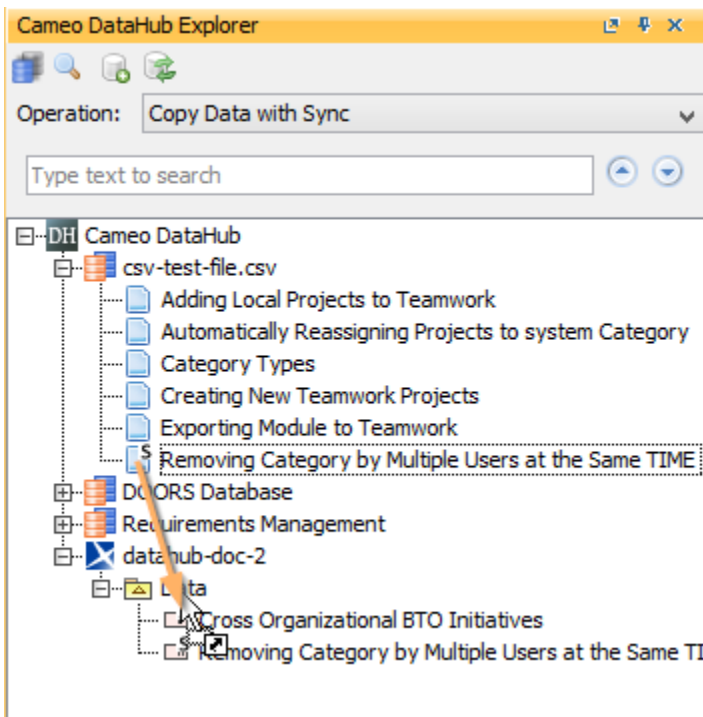 Cameo DataHub Explorer
Operation: Copy Data with Sync
Type text to search
DH Cameo DataHub
csv-test-file.csv
Adding Local Projects to Teamwork
Automatically Reassigning Projects to system Category
Category Types
Creating New Teamwork Projects
Exporting Module to Teamwork
S Removing Category by Multiple Users at the Same TIME
DOORS Database
Requirements Management
datahub-doc-2
Data
Cross Organizational BTO Initiatives
S Removing Category by Multiple Users at the Same TI